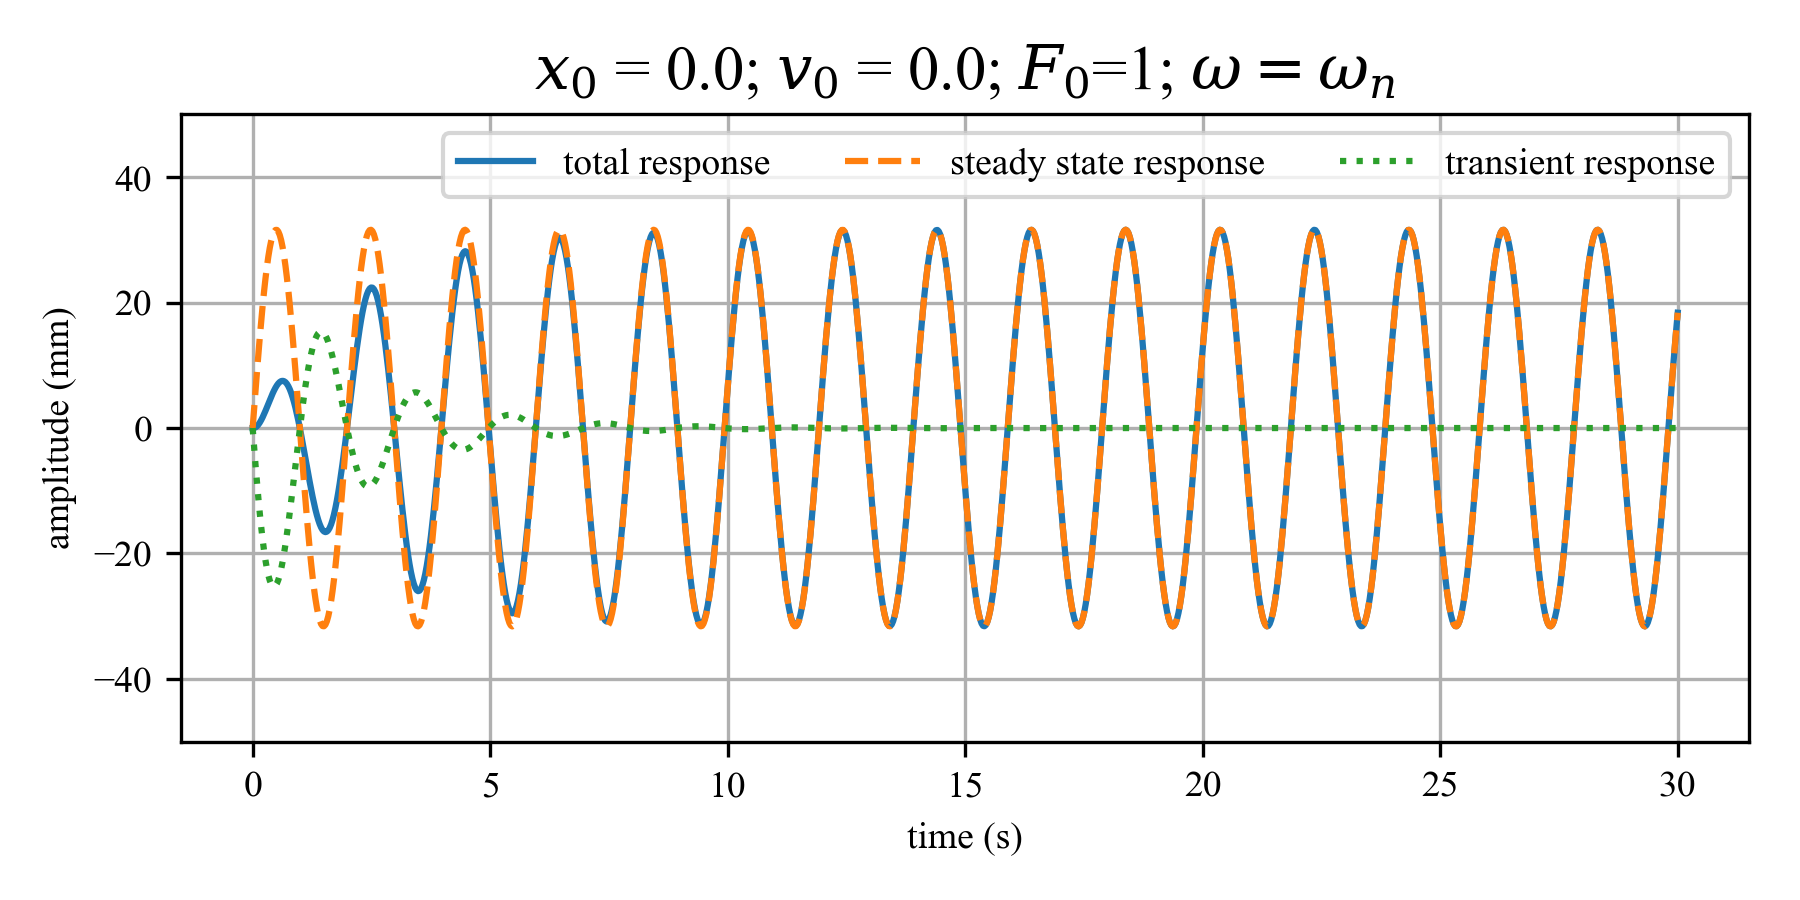 x₀ = 0.0; v₀ = 0.0; F₀=1; ω = ωₙ
total response steady state response transient response
40
20
0
−20
−40
amplitude (mm)
0 5 10 15 20 25 30
time (s)